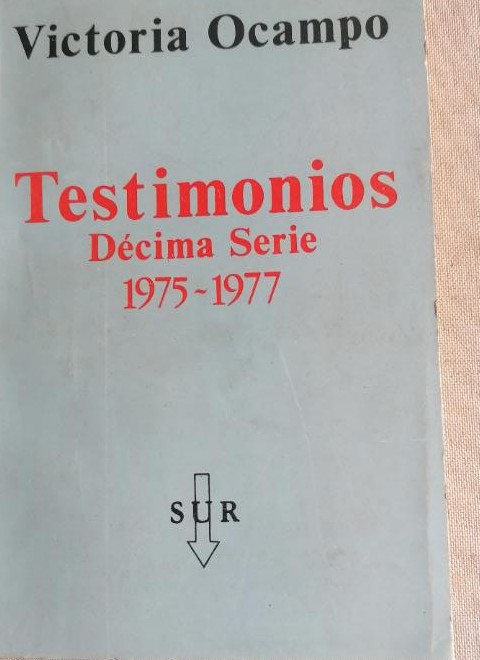 Victoria Ocampo
Testimonios
Décima Serie
1975-1977
SUR